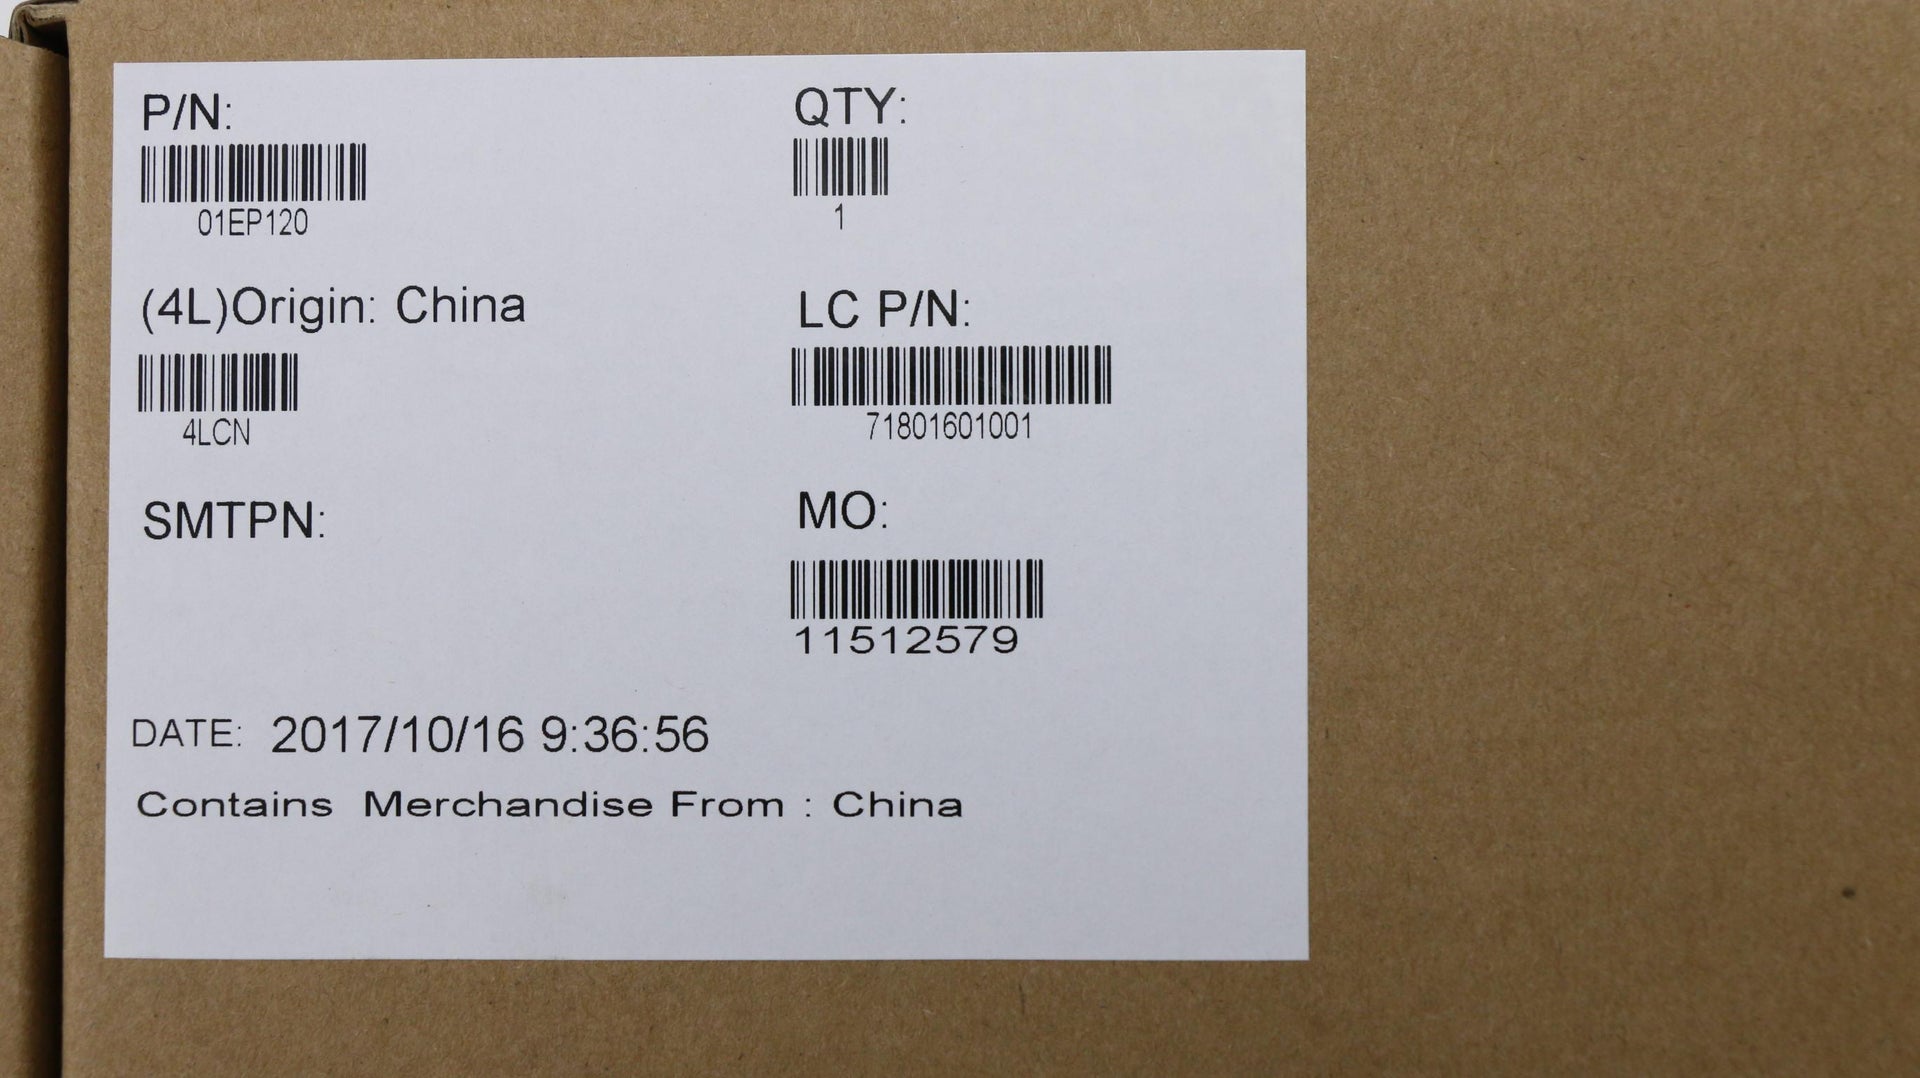 P/N:
01EP120
QTY:
1
(4L)Origin: China
4LCN
LC P/N:
71801601001
SMTPN:
MO:
11512579
DATE: 2017/10/16 9:36:56
Contains Merchandise From : China